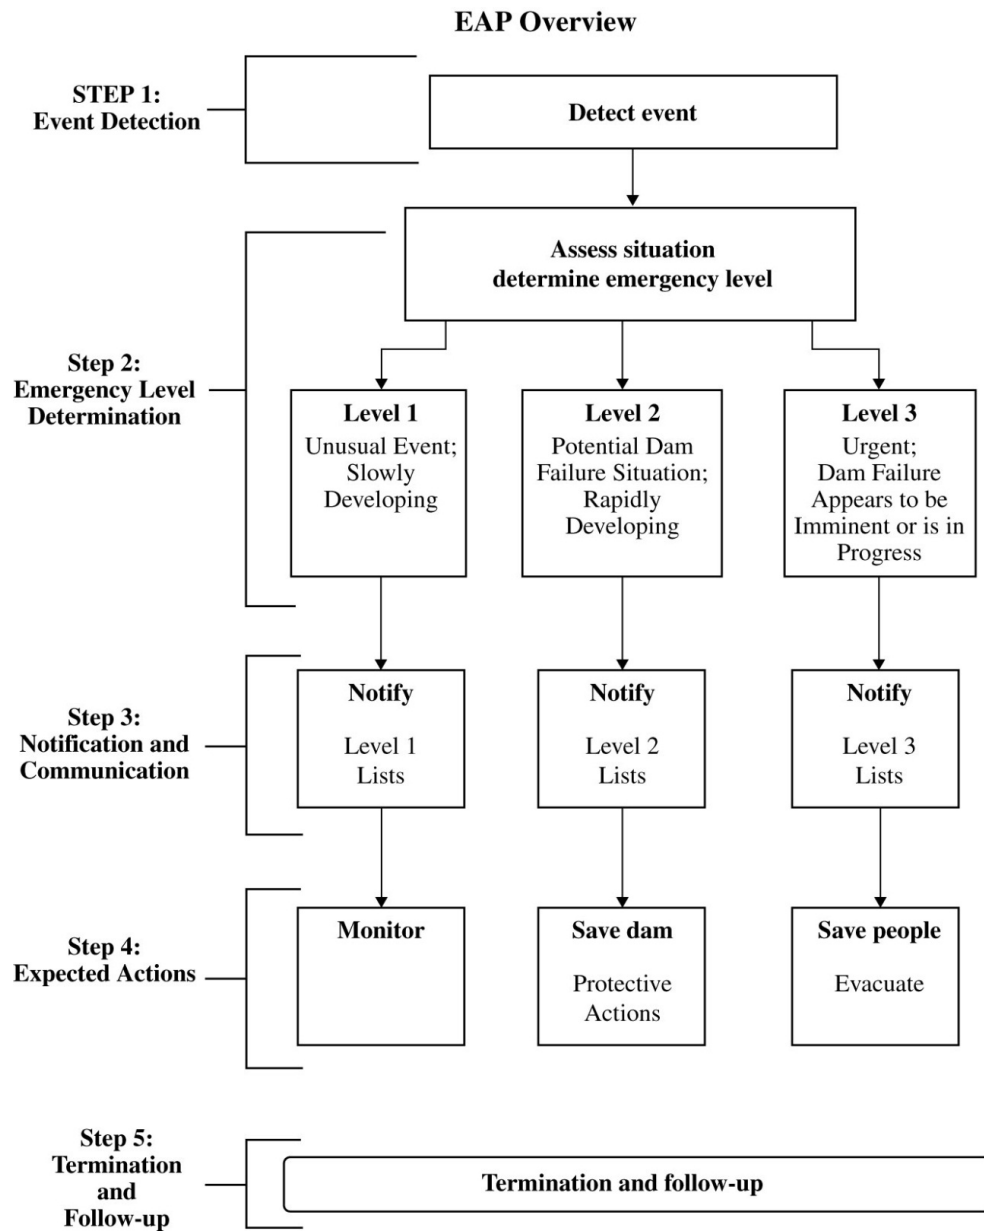 EAP Overview
STEP 1:
Event Detection
Detect event
Assess situation
determine emergency level
Step 2:
Emergency Level
Determination
Level 1
Unusual Event;
Slowly
Developing
Level 2
Potential Dam
Failure Situation;
Rapidly
Developing
Level 3
Urgent;
Dam Failure
Appears to be
Imminent or is in
Progress
Step 3:
Notification and
Communication
Notify
Level 1
Lists
Notify
Level 2
Lists
Notify
Level 3
Lists
Step 4:
Expected Actions
Monitor
Save dam
Protective
Actions
Save people
Evacuate
Step 5:
Termination
and
Follow-up
Termination and follow-up